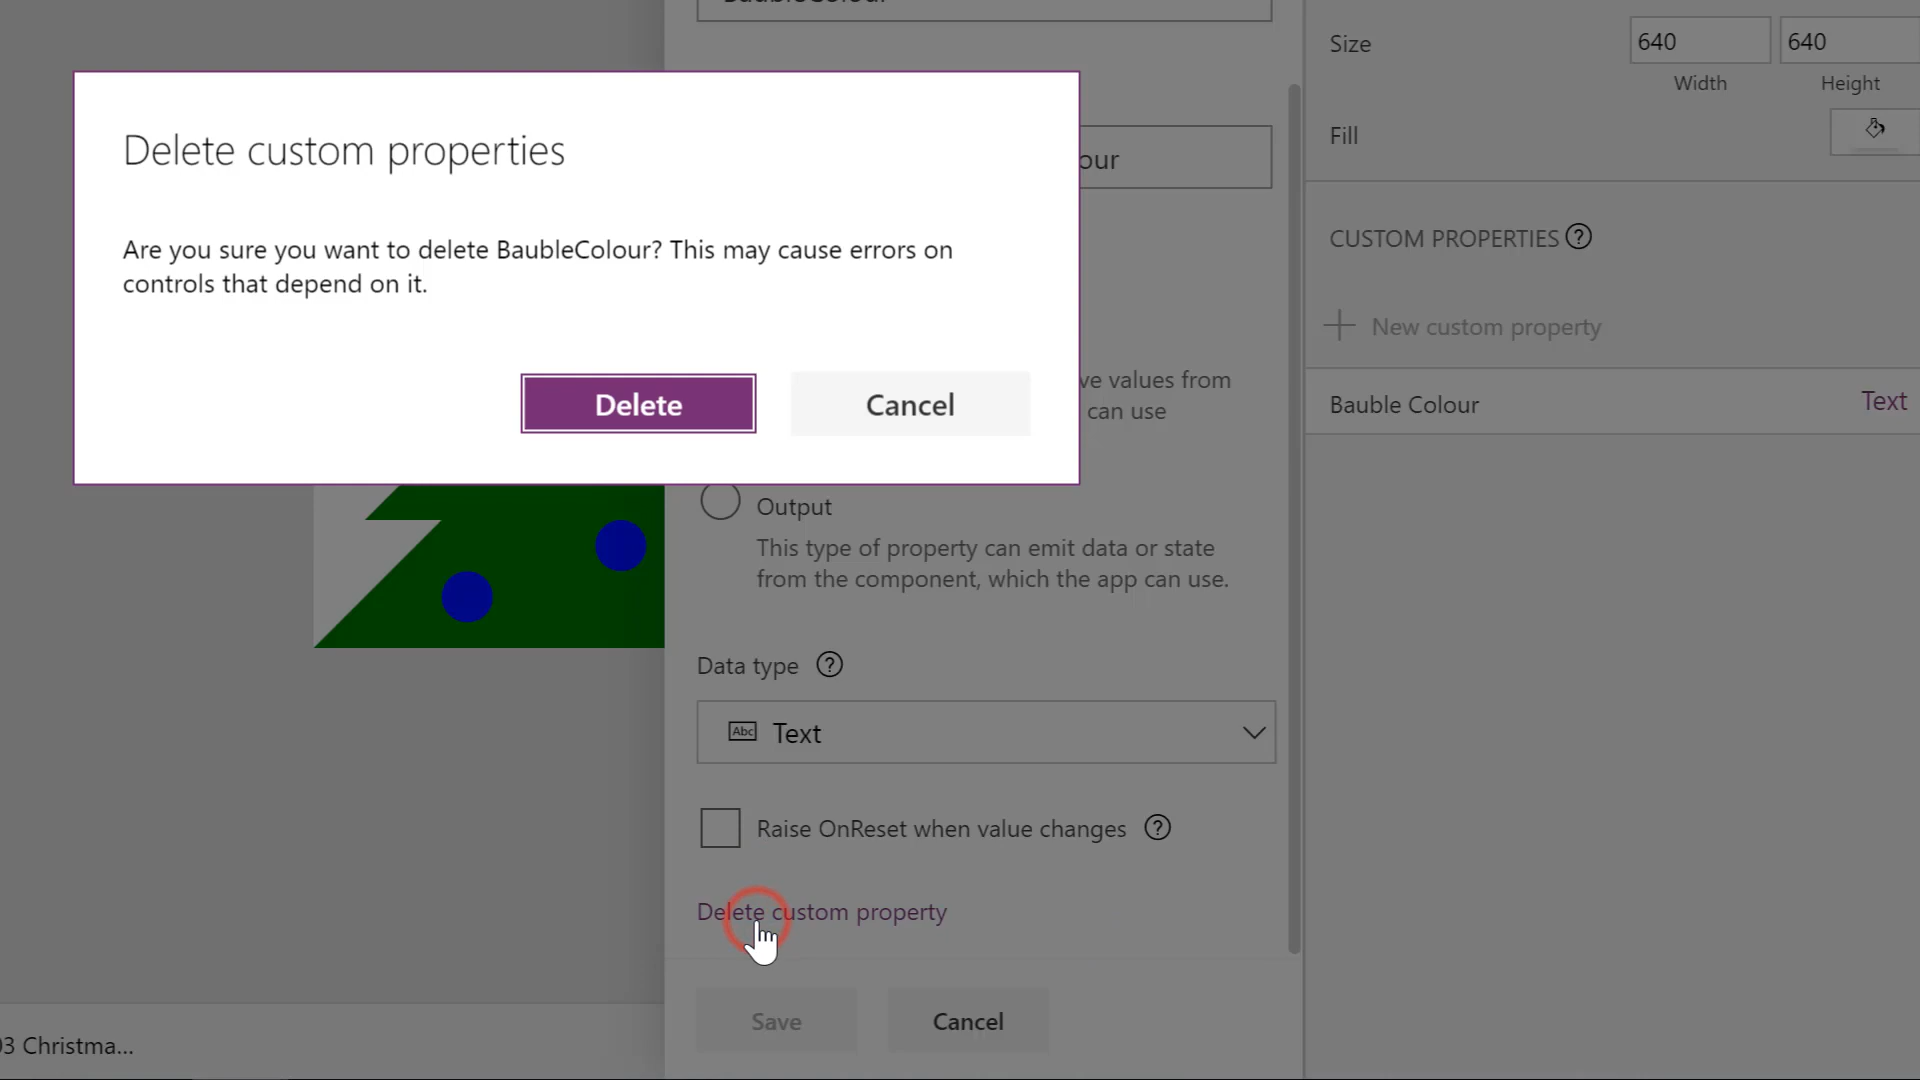 Delete custom properties
Are you sure you want to delete BaubleColour? This may cause errors on
controls that depend on it.
Delete
Cancel
our
ve values from
can use
Output
This type of property can emit data or state
from the component, which the app can use.
Data type ?
Abc Text
Raise OnReset when value changes ?
Delete custom property
Save
Cancel
Size
640
640
Width
Height
Fill
CUSTOM PROPERTIES ?
New custom property
Bauble Colour
Text
03 Christma...